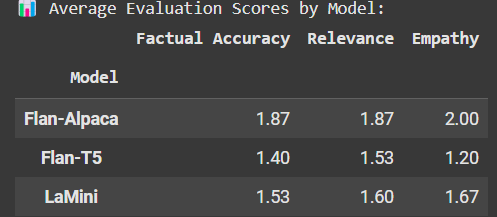 📊 Average Evaluation Scores by Model:
Factual Accuracy Relevance Empathy
Model
Flan-Alpaca 1.87 1.87 2.00
Flan-T5 1.40 1.53 1.20
LaMini 1.53 1.60 1.67